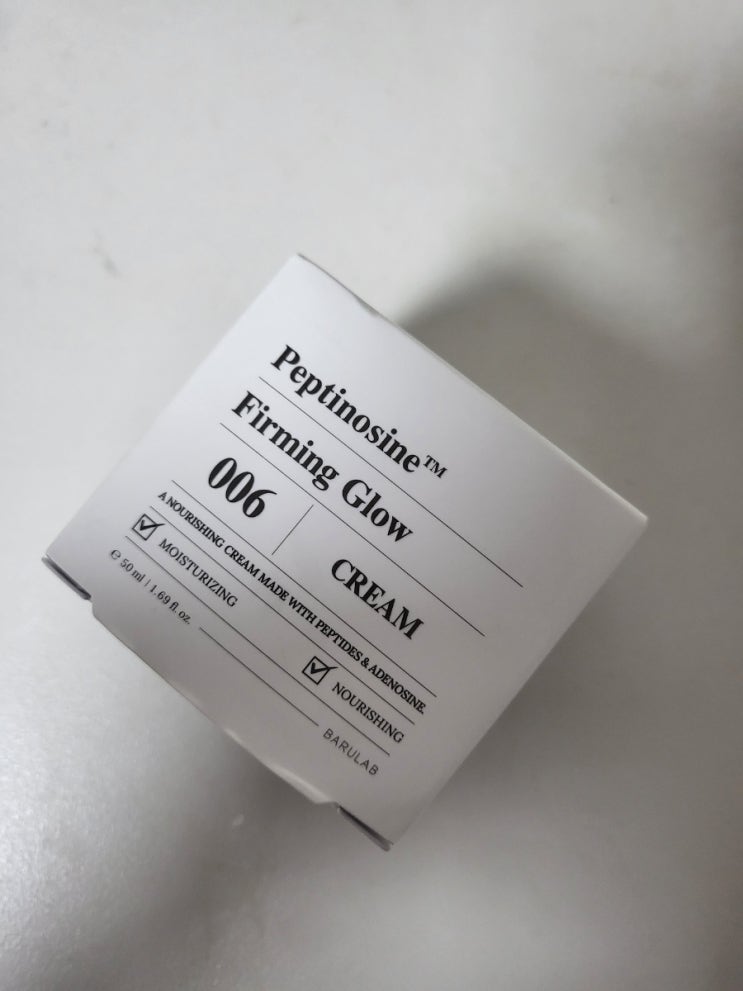 Peptinosine™
Firming Glow
006 CREAM
A NOURISHING CREAM MADE WITH PEPTIDES & ADENOSINE.
☑ MOISTURIZING ☑ NOURISHING
℮ 50 ml | 1.69 fl. oz. BARULAB